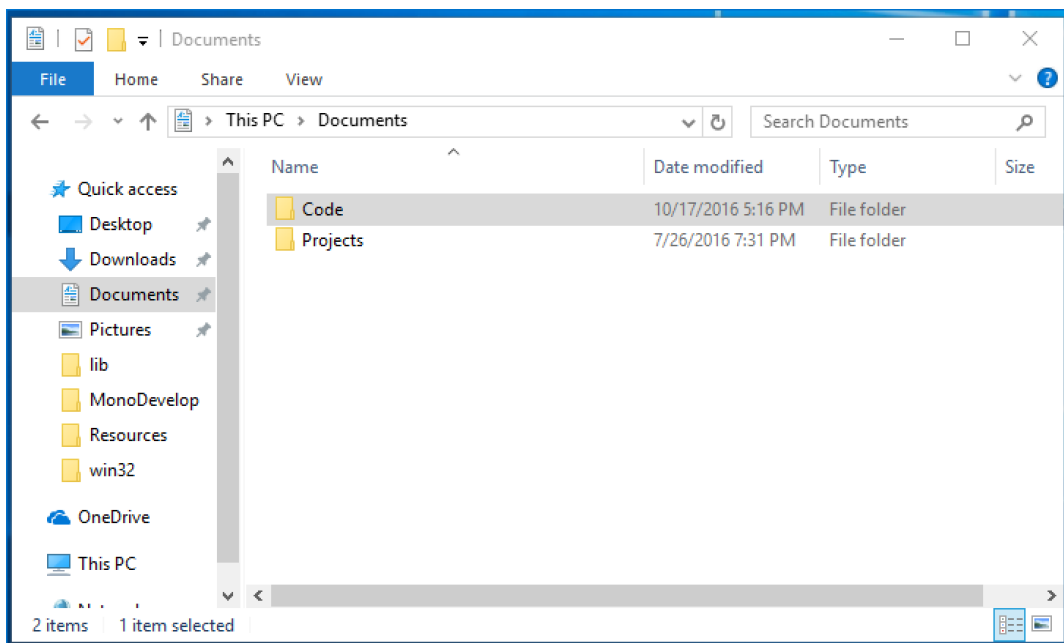 Documents
File Home Share View
This PC Documents Search Documents
Name Date modified Type Size
Quick access
Desktop
Downloads
Documents
Pictures
lib
MonoDevelop
Resources
win32
OneDrive
This PC
Code 10/17/2016 5:16 PM File folder
Projects 7/26/2016 7:31 PM File folder
2 items 1 item selected